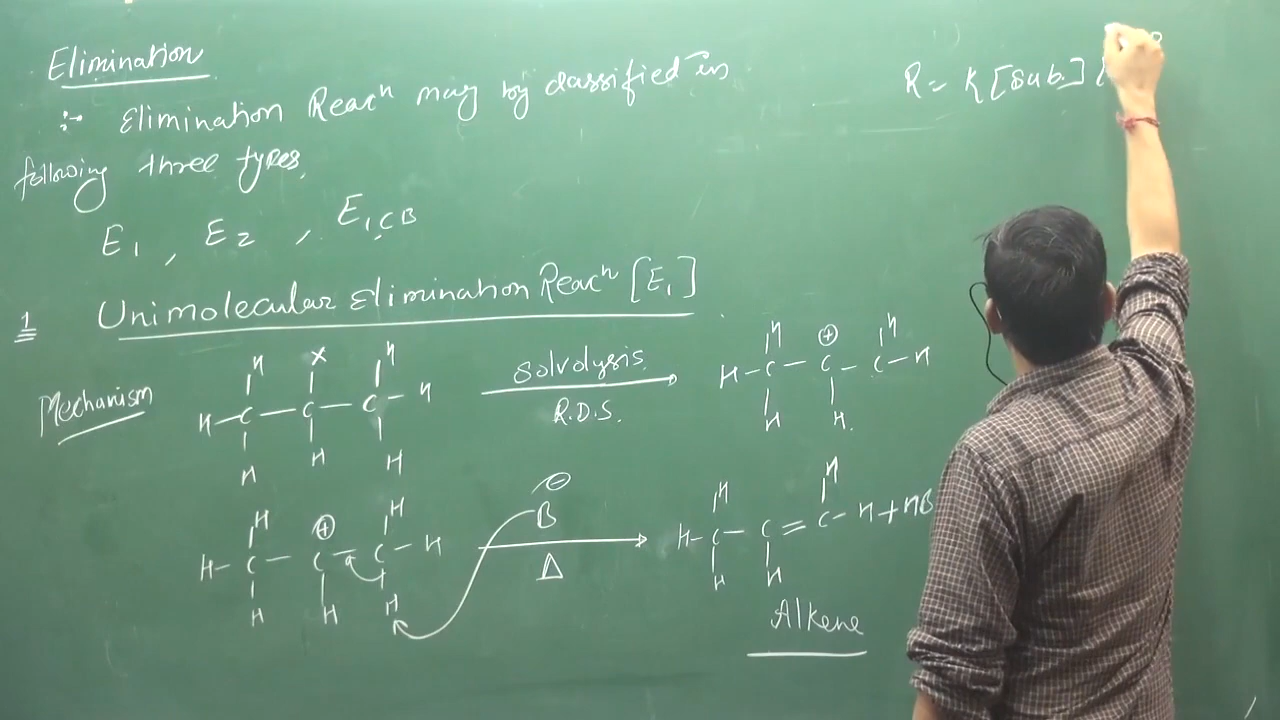 Elimination
:- Elimination Reacⁿ may by classified in
following three types,
E₁ , E₂ , E₁CB
1 Unimolecular Elimination Reacⁿ [E₁]
Mechanism
H X H
H-C-C-C-H
H H H
Solvolysis
R.D.S.
H ⊕ H
H-C-C-C-H
H H
H ⊕ H
H-C-C-C-H
H H H
⊖
B
Δ
H H
H-C-C=C-H+HB
H H
Alkene
R= K[Sub.]